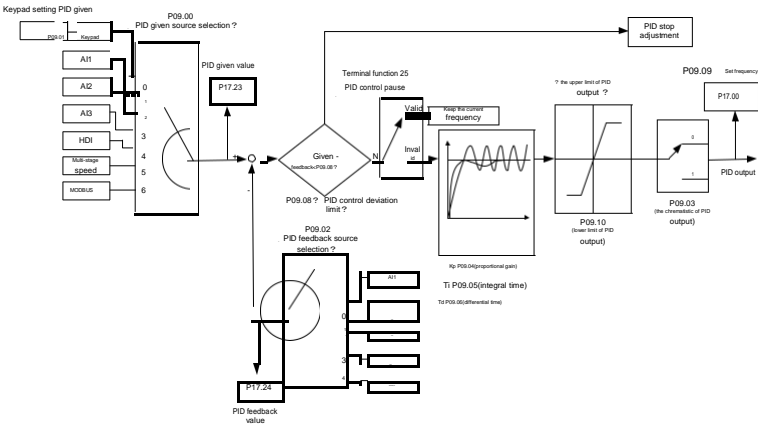 Keypad setting PID given
P09.01
Keypad
P09.00
PID given source selection ?
AI1
AI2
AI3
HDI
Multi-stage
speed
MODBUS
0
1
2
3
4
5
6
PID given value
P17.23
+
-
Given -
feedback<P09.08 ?
N
P09.08 ? PID control deviation
limit ?
Terminal function 25
PID control pause
Valid
Inval
id
Keep the current
frequency
PID stop
adjustment
Kp P09.04(proportional gain)
Ti P09.05(integral time)
Td P09.06(differential time)
? the upper limit of PID
output ?
P09.10
(lower limit of PID
output)
P09.09
Set frequency
P17.00
0
1
PID output
P09.03
(the chrematistic of PID
output)
P09.02
PID feedback source
selection ?
AI1
0
3
4
P17.24
PID feedback
value